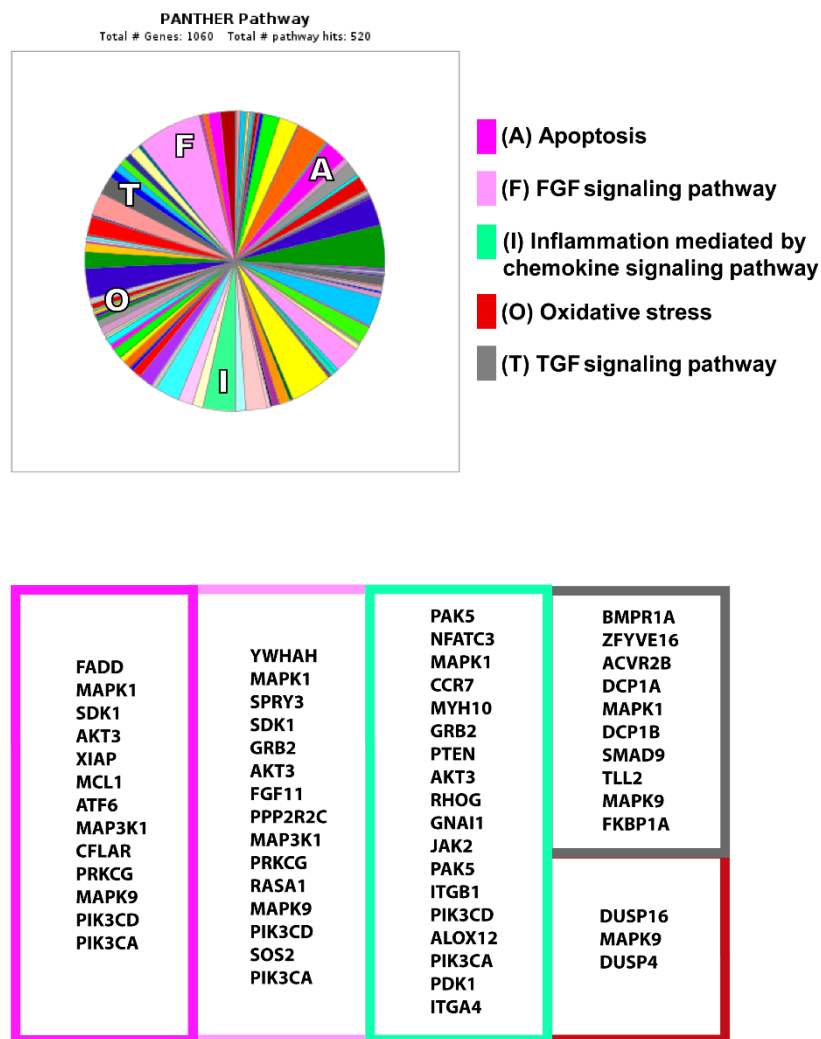 PANTHER Pathway
Total # Genes: 1060 Total # pathway hits: 520
F
A
T
O
I
(A) Apoptosis
(F) FGF signaling pathway
(I) Inflammation mediated by
chemokine signaling pathway
(O) Oxidative stress
(T) TGF signaling pathway
FADD
MAPK1
SDK1
AKT3
XIAP
MCL1
ATF6
MAP3K1
CFLAR
PRKCG
MAPK9
PIK3CD
PIK3CA
YWHAH
MAPK1
SPRY3
SDK1
GRB2
AKT3
FGF11
PPP2R2C
MAP3K1
PRKCG
RASA1
MAPK9
PIK3CD
SOS2
PIK3CA
PAK5
NFATC3
MAPK1
CCR7
MYH10
GRB2
PTEN
AKT3
RHOG
GNAI1
JAK2
PAK5
ITGB1
PIK3CD
ALOX12
PIK3CA
PDK1
ITGA4
BMPR1A
ZFYVE16
ACVR2B
DCP1A
MAPK1
DCP1B
SMAD9
TLL2
MAPK9
FKBP1A
DUSP16
MAPK9
DUSP4